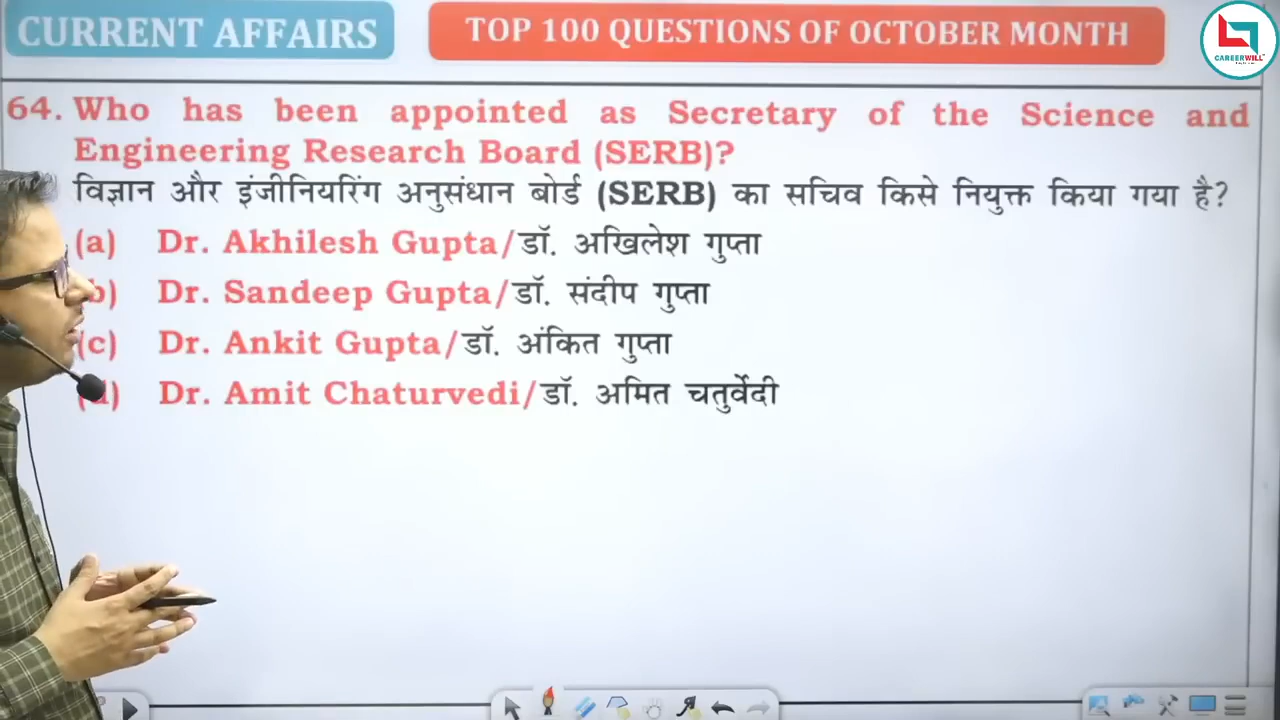 CURRENT AFFAIRS
TOP 100 QUESTIONS OF OCTOBER MONTH
CAREERWILL
64. Who has been appointed as Secretary of the Science and
Engineering Research Board (SERB)?
विज्ञान और इंजीनियरिंग अनुसंधान बोर्ड (SERB) का सचिव किसे नियुक्त किया गया है?
(a) Dr. Akhilesh Gupta/डॉ. अखिलेश गुप्ता
b) Dr. Sandeep Gupta/डॉ. संदीप गुप्ता
(c) Dr. Ankit Gupta/डॉ. अंकित गुप्ता
(d) Dr. Amit Chaturvedi/डॉ. अमित चतुर्वेदी